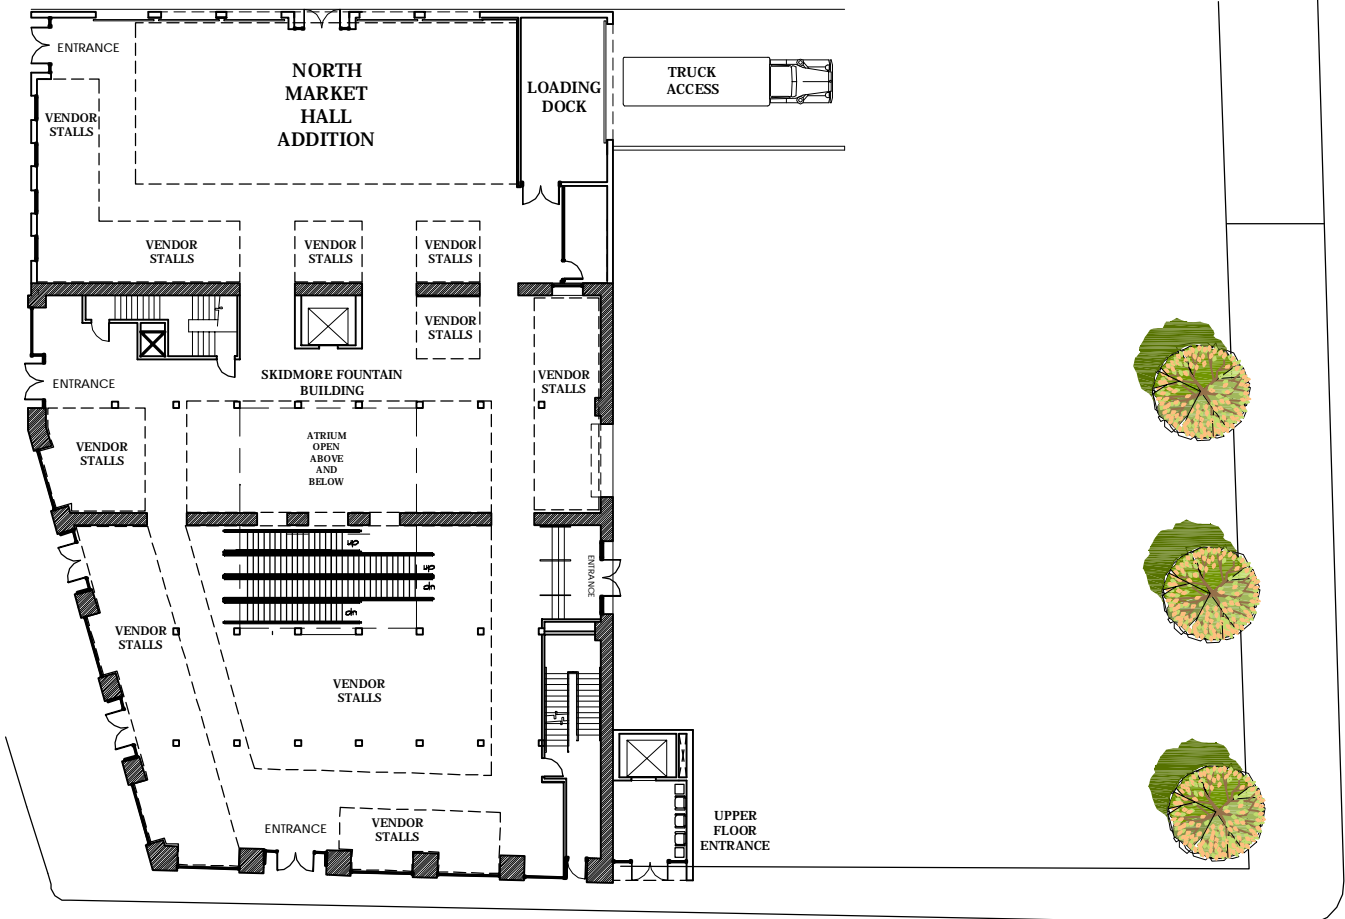 ENTRANCE
NORTH
MARKET
HALL
ADDITION
LOADING
DOCK
TRUCK
ACCESS
VENDOR
STALLS
VENDOR
STALLS
VENDOR
STALLS
VENDOR
STALLS
VENDOR
STALLS
ENTRANCE
SKIDMORE FOUNTAIN
BUILDING
VENDOR
STALLS
VENDOR
STALLS
ATRIUM
OPEN
ABOVE
AND
BELOW
up
up
dn
dn
ENTRANCE
VENDOR
STALLS
VENDOR
STALLS
ENTRANCE
VENDOR
STALLS
UPPER
FLOOR
ENTRANCE